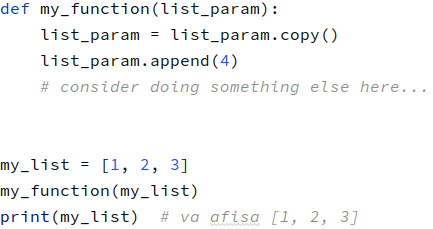 def my_function(list_param):
    list_param = list_param.copy()
    list_param.append(4)
    # consider doing something else here...
my_list = [1, 2, 3]
my_function(my_list)
print(my_list)  # va afisa [1, 2, 3]